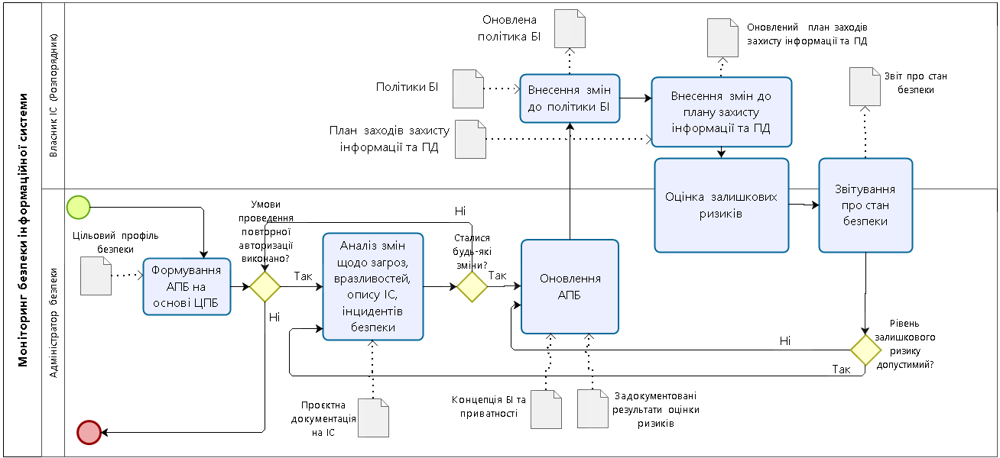 Моніторинг безпеки інформаційної системи
Власник ІС (Розпорядник)
Оновлена
політика БІ
Оновлений план заходів
захисту інформації та ПД
Політики БІ
Внесення змін
до політики БІ
Внесення змін до
плану захисту
інформації та ПД
Звіт про стан
безпеки
План заходів захисту
інформації та ПД
Оцінка залишкових
ризиків
Звітування
про стан
безпеки
Адміністратор безпеки
Цільовий профіль
безпеки
Формування
АПБ на
основі ЦПБ
Умови
проведення
повторної
авторизації
виконано?
Так
Ні
Аналіз змін
щодо загроз,
вразливостей,
опису ІС,
інцидентів
безпеки
Ні
Сталися
будь-які
зміни?
Так
Оновлення
АПБ
Ні
Так
Рівень
залишкового
ризику
допустимий?
Проєктна
документація
на ІС
Концепція БІ та
приватності
Задокументовані
результати оцінки
ризиків